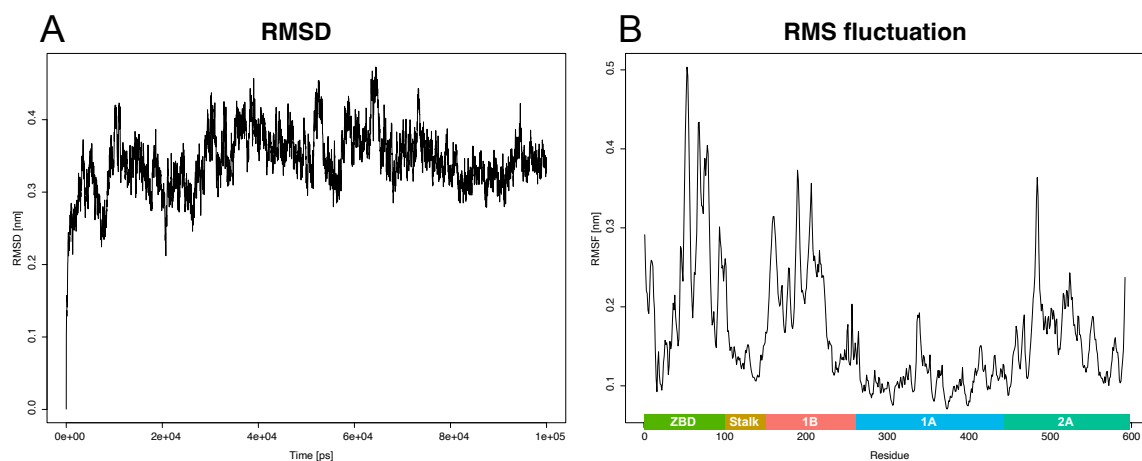 A
RMSD
RMSD [nm]
0.0
0.1
0.2
0.3
0.4
0e+00
2e+04
4e+04
6e+04
8e+04
1e+05
Time [ps]
B
RMS fluctuation
RMSF [nm]
0.1
0.2
0.3
0.4
0.5
ZBD Stalk 1B 1A 2A
0 100 200 300 400 500 600
Residue